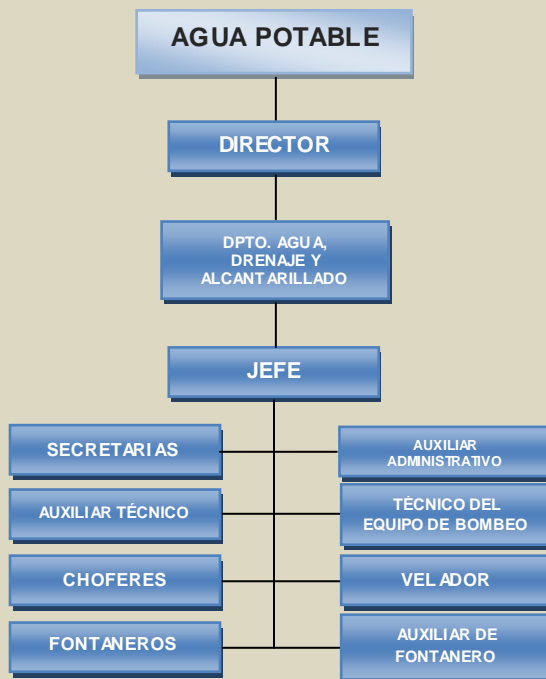 AGUA POTABLE
DIRECTOR
DPTO. AGUA,
DRENAJE Y
ALCANTARILLADO
JEFE
SECRETARIAS
AUXILIAR
ADMINISTRATIVO
AUXILIAR TÉCNICO
TÉCNICO DEL
EQUIPO DE BOMBEO
CHOFERES
VELADOR
FONTANEROS
AUXILIAR DE
FONTANERO